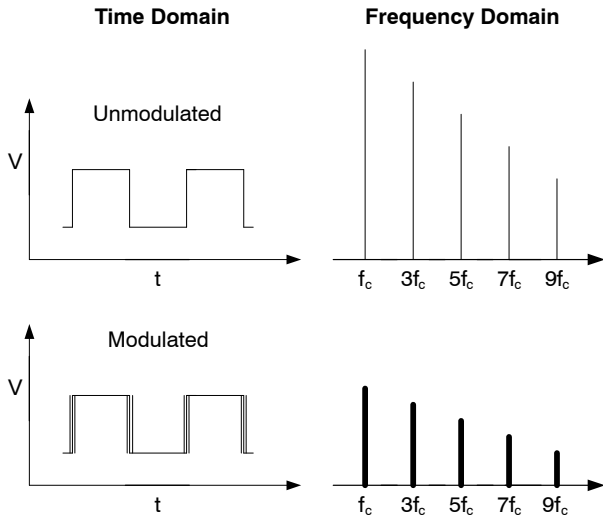 Time Domain
Frequency Domain
Unmodulated
V
t
f_c 3f_c 5f_c 7f_c 9f_c
Modulated
V
t
f_c 3f_c 5f_c 7f_c 9f_c